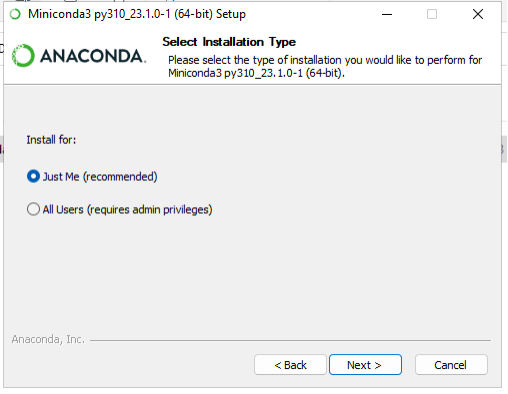 Miniconda3 py310_23.1.0-1 (64-bit) Setup
ANACONDA.
Select Installation Type
Please select the type of installation you would like to perform for
Miniconda3 py310_23.1.0-1 (64-bit).
Install for:
Just Me (recommended)
All Users (requires admin privileges)
Anaconda, Inc.
< Back
Next >
Cancel